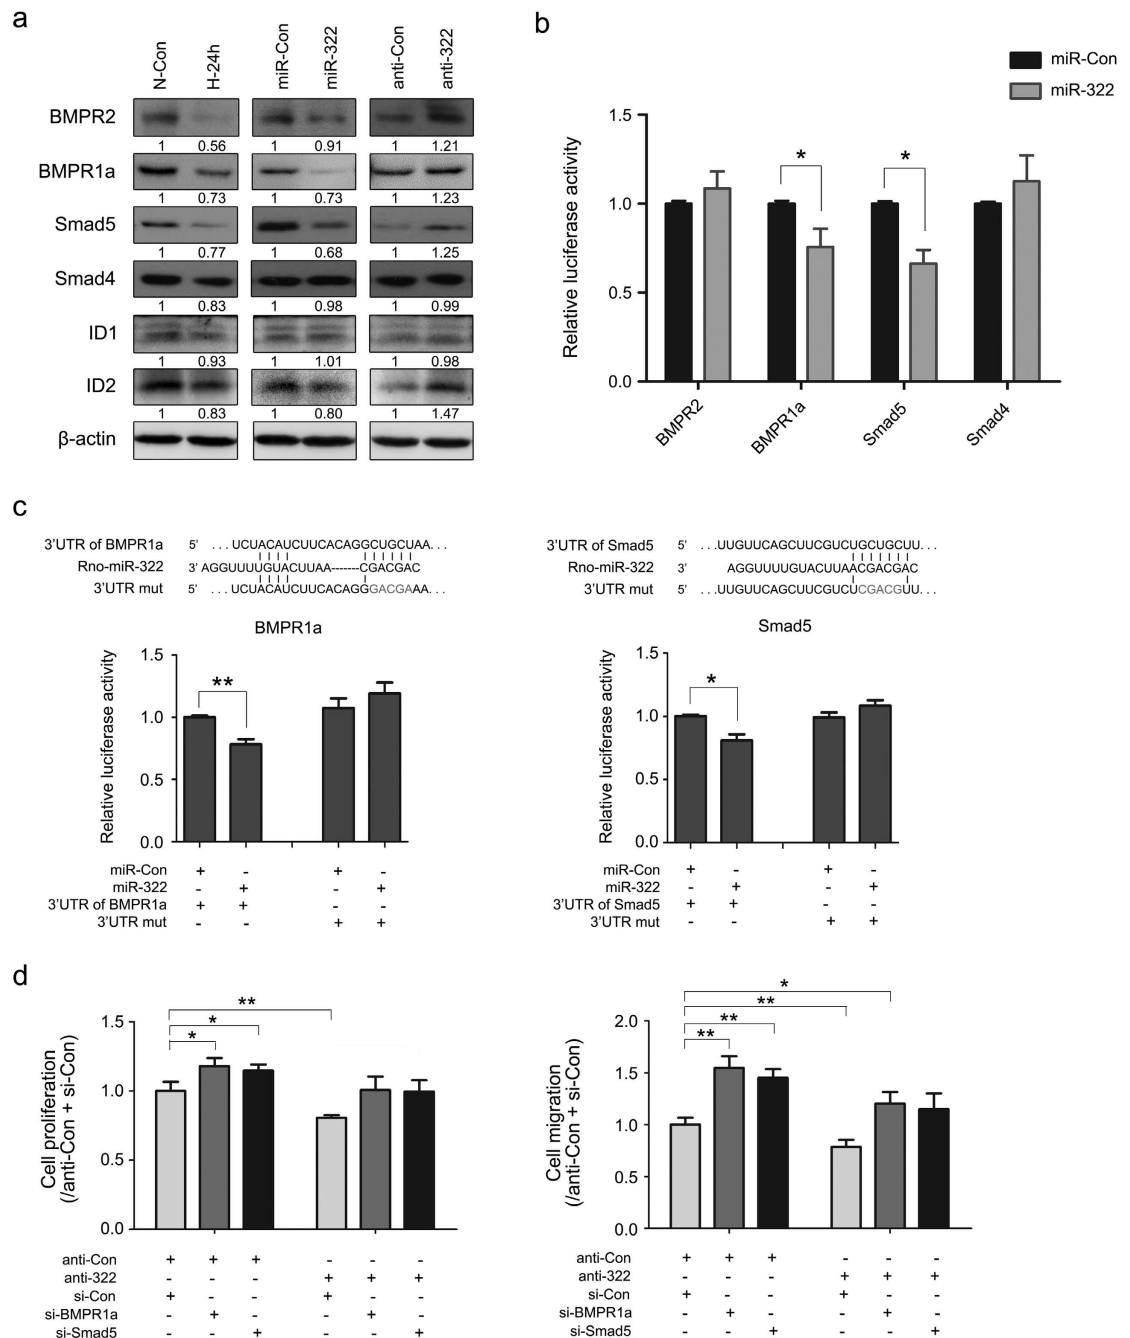 a
N-Con H-24h miR-Con miR-322 anti-Con anti-322
BMPR2
1 0.56 1 0.91 1 1.21
BMPR1a
1 0.73 1 0.73 1 1.23
Smad5
1 0.77 1 0.68 1 1.25
Smad4
1 0.83 1 0.98 1 0.99
ID1
1 0.93 1 1.01 1 0.98
ID2
1 0.83 1 0.80 1 1.47
β-actin
b
miR-Con
miR-322
Relative luciferase activity
1.5
1.0
0.5
0.0
* *
BMPR2 BMPR1a Smad5 Smad4
c
3'UTR of BMPR1a 5' ...UCUACAUCUUCACAGGCUGCUAA...
Rno-miR-322 3' AGGUUUUGUACUUAA-------CGACGAC
3'UTR mut 5' ...UCUACAUCUUCACAGGGACGAAA...
BMPR1a
Relative luciferase activity
1.5
1.0
0.5
0.0
**
miR-Con + - + -
miR-322 - + - +
3'UTR of BMPR1a + + - -
3'UTR mut - - + +
3'UTR of Smad5 5' ...UUGUUCAGCUUCGUCUGCUGCUU...
Rno-miR-322 3' AGGUUUUGUACUUAACGACGAC
3'UTR mut 5' ...UUGUUCAGCUUCGUCUCGACGUU...
Smad5
Relative luciferase activity
1.5
1.0
0.5
0.0
*
miR-Con + - + -
miR-322 - + - +
3'UTR of Smad5 + + - -
3'UTR mut - - + +
d
Cell proliferation
(/anti-Con + si-Con)
1.5
1.0
0.5
0.0
**
*
*
anti-Con + + + - - -
anti-322 - - - + + +
si-Con + - - + - -
si-BMPR1a - + - - + -
si-Smad5 - - + - - +
Cell migration
(/anti-Con + si-Con)
2.0
1.5
1.0
0.5
0.0
*
**
**
**
anti-Con + + + - - -
anti-322 - - - + + +
si-Con + - - + - -
si-BMPR1a - + - - + -
si-Smad5 - - + - - +